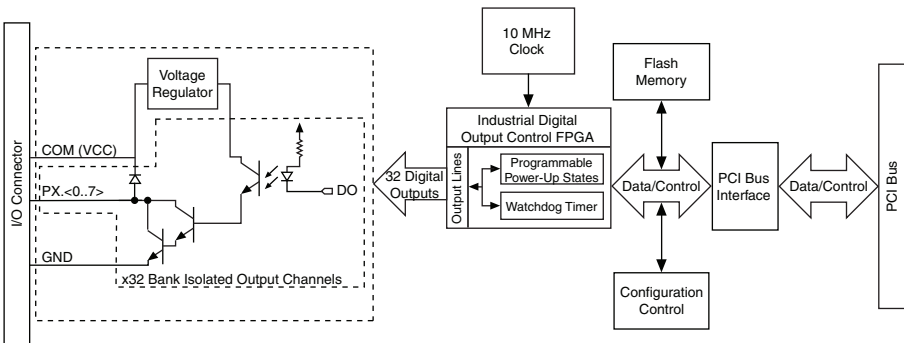 I/O Connector
Voltage
Regulator
COM (VCC)
PX.<0..7>
GND
DO
x32 Bank Isolated Output Channels
32 Digital
Outputs
10 MHz
Clock
Industrial Digital
Output Control FPGA
Output Lines
Programmable
Power-Up States
Watchdog Timer
Flash
Memory
Data/Control
Configuration
Control
PCI Bus
Interface
Data/Control
PCI Bus